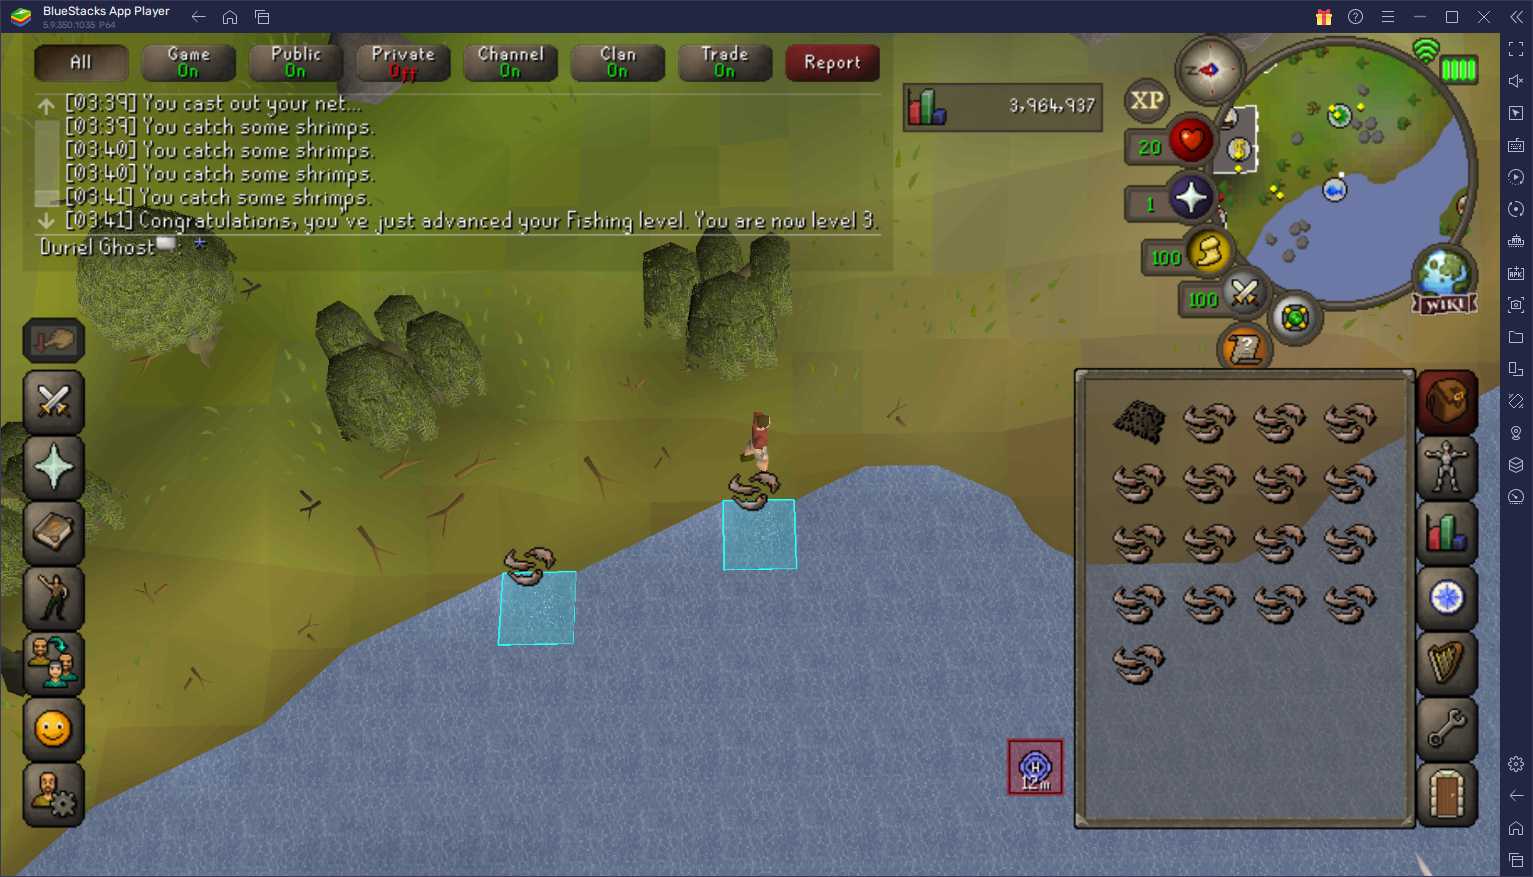 BlueStacks App Player
5.9.350.1035 P64
All
Game
On
Public
On
Private
Off
Channel
On
Clan
On
Trade
On
Report
[03:39] You cast out your net...
[03:39] You catch some shrimps.
[03:40] You catch some shrimps.
[03:40] You catch some shrimps.
[03:41] You catch some shrimps.
[03:41] Congratulations, you've just advanced your Fishing level. You are now level 3.
Duriel Ghost: *
3,964,937
XP
20
1
100
100
WIKI
H
12m
APK